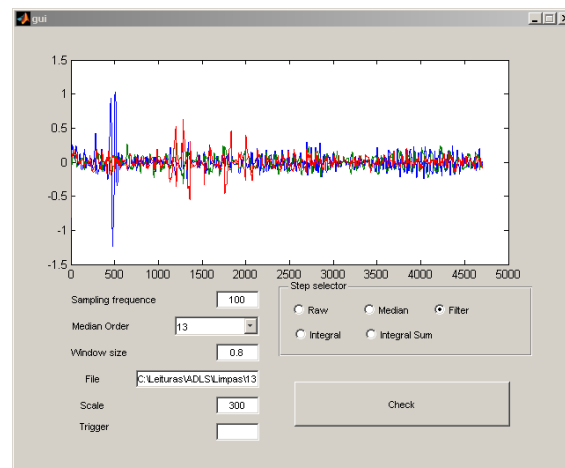 gui
1.5
1
0.5
0
-0.5
-1
-1.5
0 500 1000 1500 2000 2500 3000 3500 4000 4500 5000
Sampling frequence 100
Median Order 13
Window size 0.8
File C:\Leituras\ADLS\Limpas\13
Scale 300
Trigger
Step selector
Raw Median Filter
Integral Integral Sum
Check